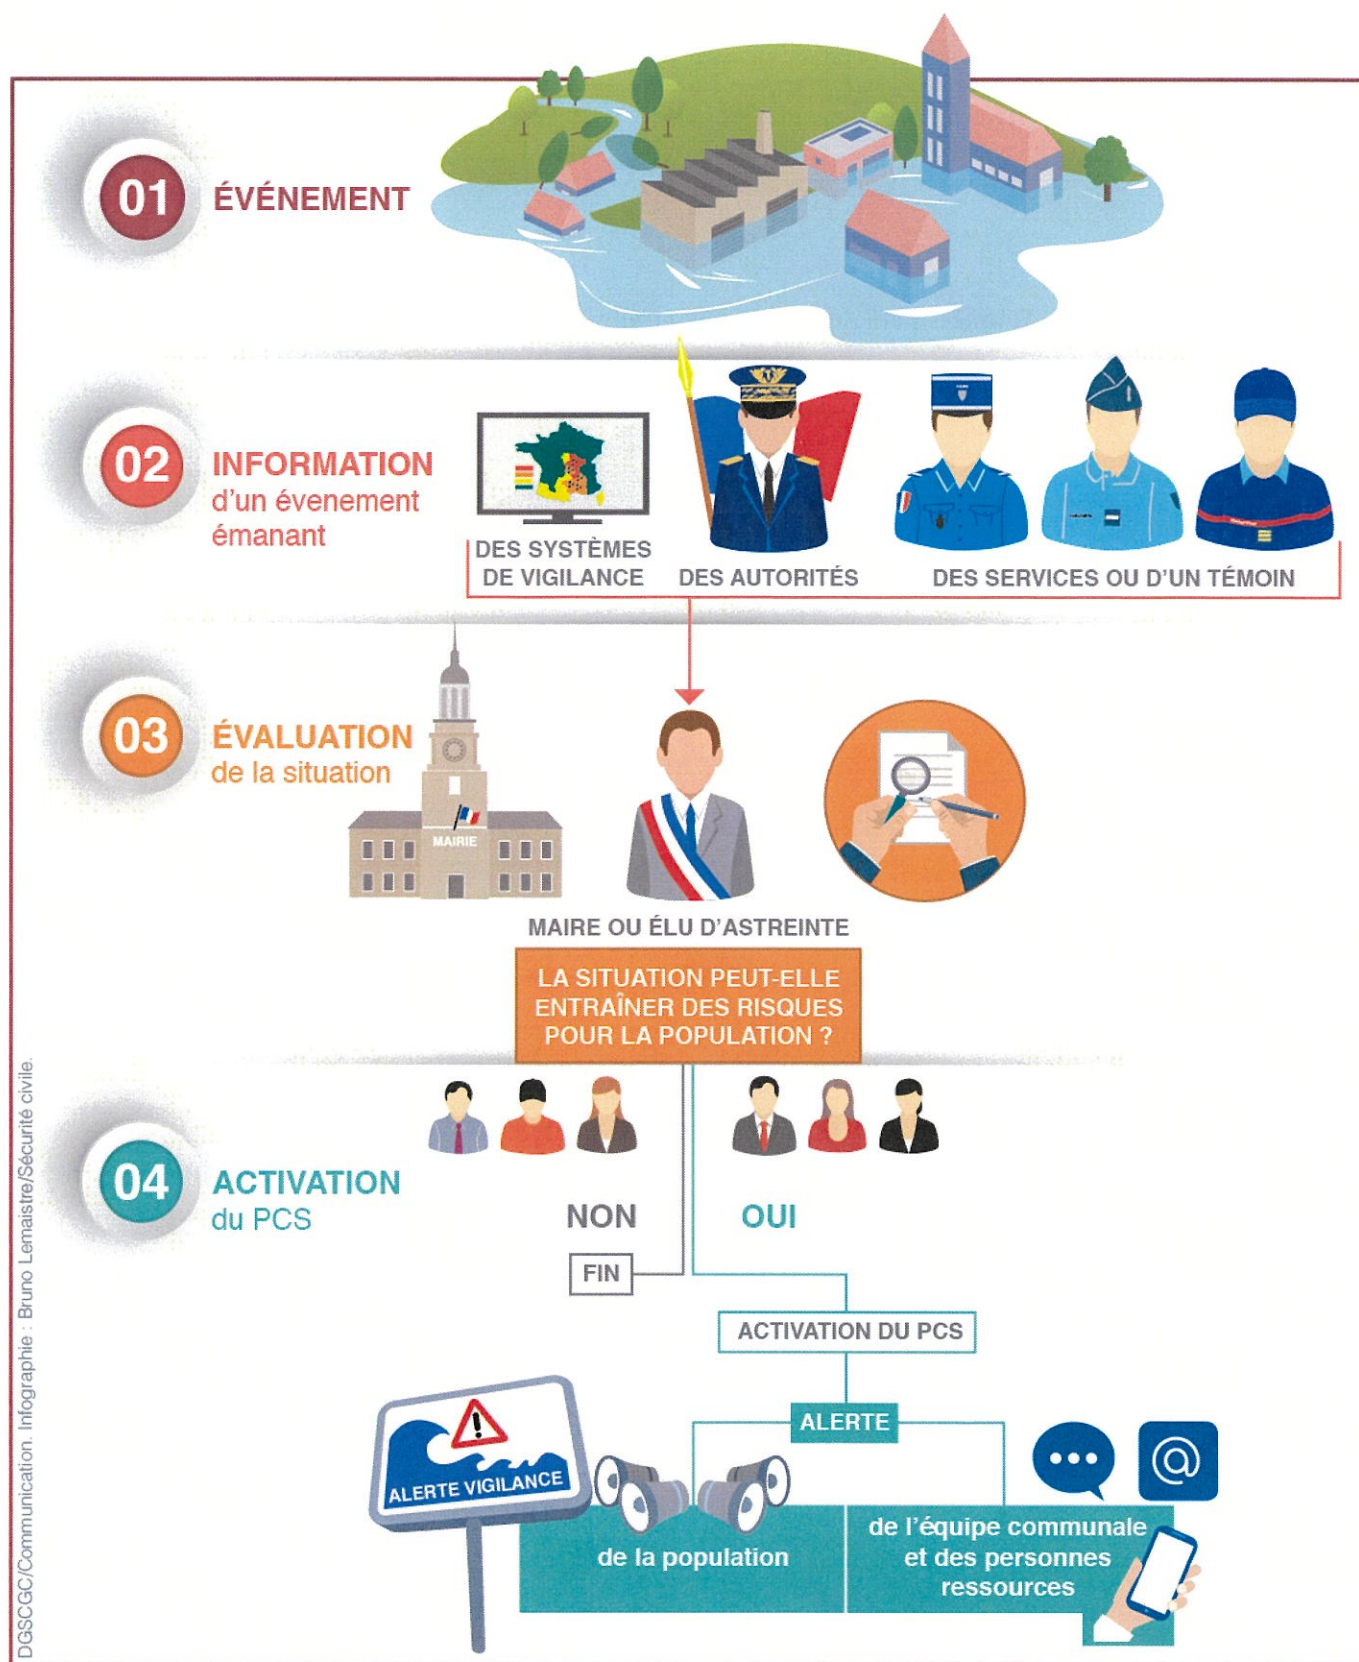 01
ÉVÉNEMENT
02
INFORMATION
d'un évenement
émanant
DES SYSTÈMES
DE VIGILANCE
DES AUTORITÉS
DES SERVICES OU D'UN TÉMOIN
03
ÉVALUATION
de la situation
MAIRIE
MAIRE OU ÉLU D'ASTREINTE
LA SITUATION PEUT-ELLE
ENTRAÎNER DES RISQUES
POUR LA POPULATION ?
04
ACTIVATION
du PCS
NON
OUI
FIN
ACTIVATION DU PCS
ALERTE
ALERTE VIGILANCE
de la population
de l'équipe communale
et des personnes
ressources
DGSCGC/Communication. Infographie : Bruno Lemaistre/Sécurité civile.